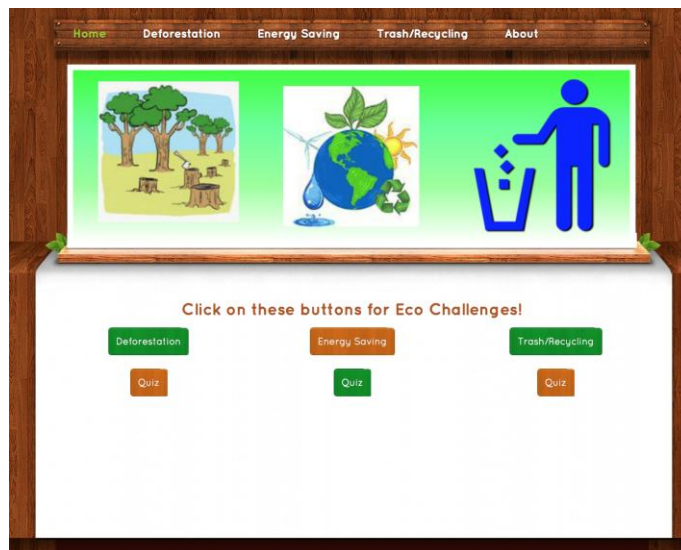 Home Deforestation Energy Saving Trash/Recycling About
Click on these buttons for Eco Challenges!
Deforestation Energy Saving Trash/Recycling
Quiz Quiz Quiz